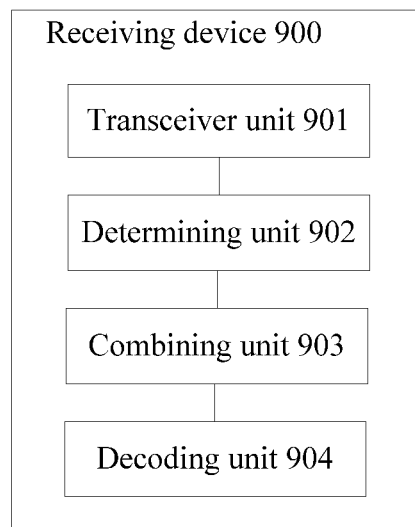 Receiving device 900
Transceiver unit 901
Determining unit 902
Combining unit 903
Decoding unit 904